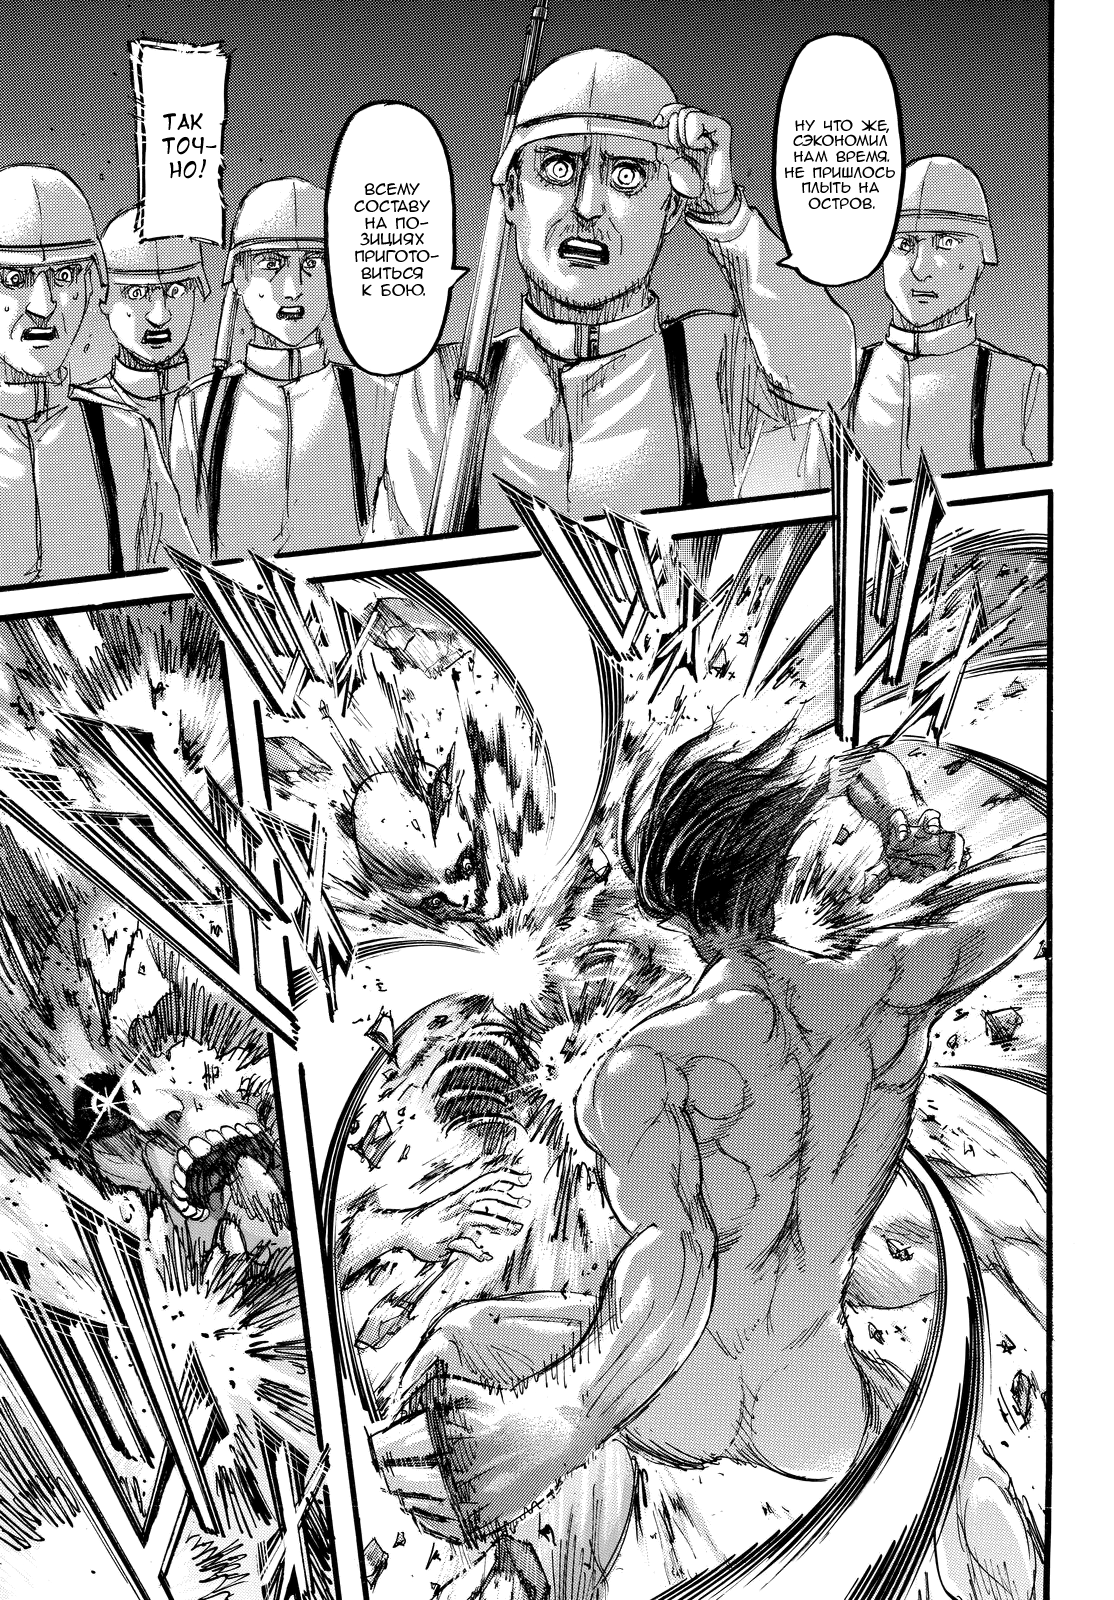 НУ ЧТО ЖЕ,
СЭКОНОМИЛ
НАМ ВРЕМЯ.
НЕ ПРИШЛОСЬ
ПЛЫТЬ НА
ОСТРОВ.
ВСЕМУ
СОСТАВУ
НА ПО-
ЗИЦИЯХ
ПРИГОТО-
ВИТЬСЯ
К БОЮ.
ТАК
ТОЧ-
НО!